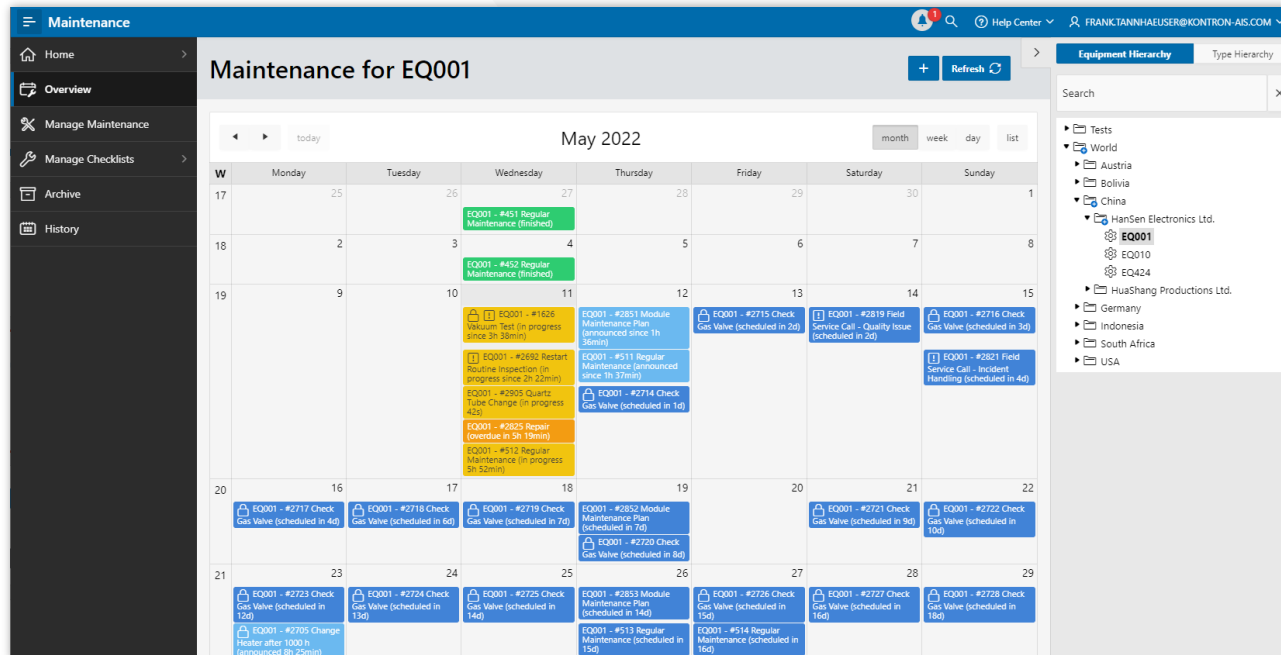 Maintenance
1
Help Center
FRANK.TANNHAEUSER@KONTRON-AIS.COM
Home
Overview
Manage Maintenance
Manage Checklists
Archive
History
Maintenance for EQ001
+
Refresh
today
May 2022
month
week
day
list
W
Monday
Tuesday
Wednesday
Thursday
Friday
Saturday
Sunday
17
25
26
27
28
29
30
1
EQ001 - #451 Regular
Maintenance (finished)
18
2
3
4
5
6
7
8
EQ001 - #452 Regular
Maintenance (finished)
19
9
10
11
12
13
14
15
EQ001 - #1626
Vakuum Test (in progress
since 3h 38min)
EQ001 - #2692 Restart
Routine Inspection (in
progress since 2h 22min)
EQ001 - #2905 Quartz
Tube Change (in progress
42s)
EQ001 - #2825 Repair
(overdue in 5h 19min)
EQ001 - #512 Regular
Maintenance (in progress
5h 52min)
EQ001 - #2851 Module
Maintenance Plan
(announced since 1h
36min)
EQ001 - #511 Regular
Maintenance (announced
since 1h 37min)
EQ001 - #2714 Check
Gas Valve (scheduled in 1d)
EQ001 - #2715 Check
Gas Valve (scheduled in 2d)
EQ001 - #2819 Field
Service Call - Quality Issue
(scheduled in 2d)
EQ001 - #2716 Check
Gas Valve (scheduled in 3d)
EQ001 - #2821 Field
Service Call - Incident
Handling (scheduled in 4d)
20
16
17
18
19
20
21
22
EQ001 - #2717 Check
Gas Valve (scheduled in 4d)
EQ001 - #2718 Check
Gas Valve (scheduled in 6d)
EQ001 - #2719 Check
Gas Valve (scheduled in 7d)
EQ001 - #2852 Module
Maintenance Plan
(scheduled in 7d)
EQ001 - #2720 Check
Gas Valve (scheduled in 8d)
EQ001 - #2721 Check
Gas Valve (scheduled in 9d)
EQ001 - #2722 Check
Gas Valve (scheduled in
10d)
21
23
24
25
26
27
28
29
EQ001 - #2723 Check
Gas Valve (scheduled in
12d)
EQ001 - #2705 Change
Heater after 1000 h
(announced 8h 25min)
EQ001 - #2724 Check
Gas Valve (scheduled in
13d)
EQ001 - #2725 Check
Gas Valve (scheduled in
14d)
EQ001 - #2853 Module
Maintenance Plan
(scheduled in 14d)
EQ001 - #513 Regular
Maintenance (scheduled in
15d)
EQ001 - #2726 Check
Gas Valve (scheduled in
15d)
EQ001 - #514 Regular
Maintenance (scheduled in
16d)
EQ001 - #2727 Check
Gas Valve (scheduled in
16d)
EQ001 - #2728 Check
Gas Valve (scheduled in
18d)
Equipment Hierarchy
Type Hierarchy
Search
Tests
World
Austria
Bolivia
China
HanSen Electronics Ltd.
EQ001
EQ010
EQ424
HuaShang Productions Ltd.
Germany
Indonesia
South Africa
USA